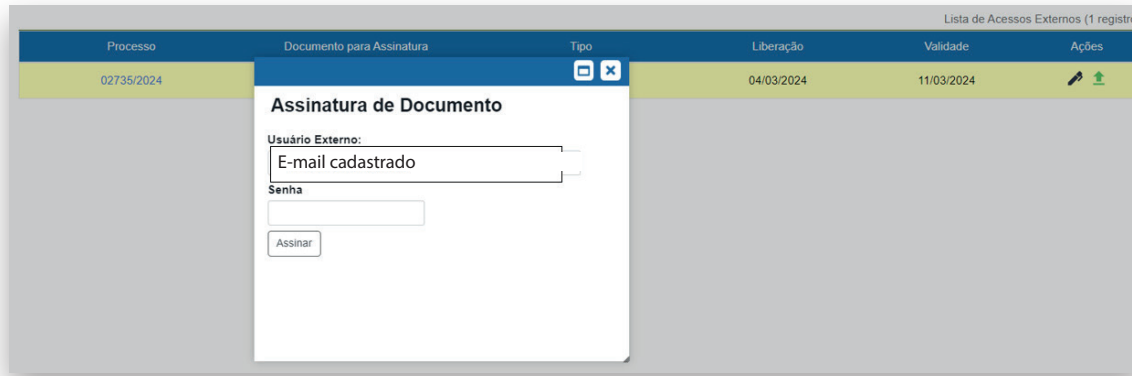 Lista de Acessos Externos (1 registro
Processo Documento para Assinatura Tipo Liberação Validade Ações
02735/2024 04/03/2024 11/03/2024
Assinatura de Documento
Usuário Externo:
E-mail cadastrado
Senha
Assinar